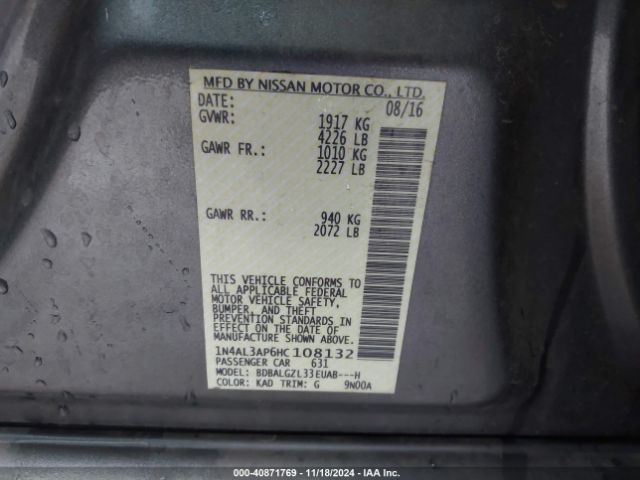 MFD BY NISSAN MOTOR CO., LTD.
DATE: 08/16
GVWR: 1917 KG
4226 LB
GAWR FR.: 1010 KG
2227 LB
GAWR RR.: 940 KG
2072 LB
THIS VEHICLE CONFORMS TO
ALL APPLICABLE FEDERAL
MOTOR VEHICLE SAFETY,
BUMPER, AND THEFT
PREVENTION STANDARDS IN
EFFECT ON THE DATE OF
MANUFACTURE SHOWN ABOVE.
1N4AL3AP6HC108132
PASSENGER CAR 631
MODEL: BDBALGZL33EUAB---H
COLOR: KAD TRIM: G 9N00A
000-40871769 - 11/18/2024 - IAA Inc.